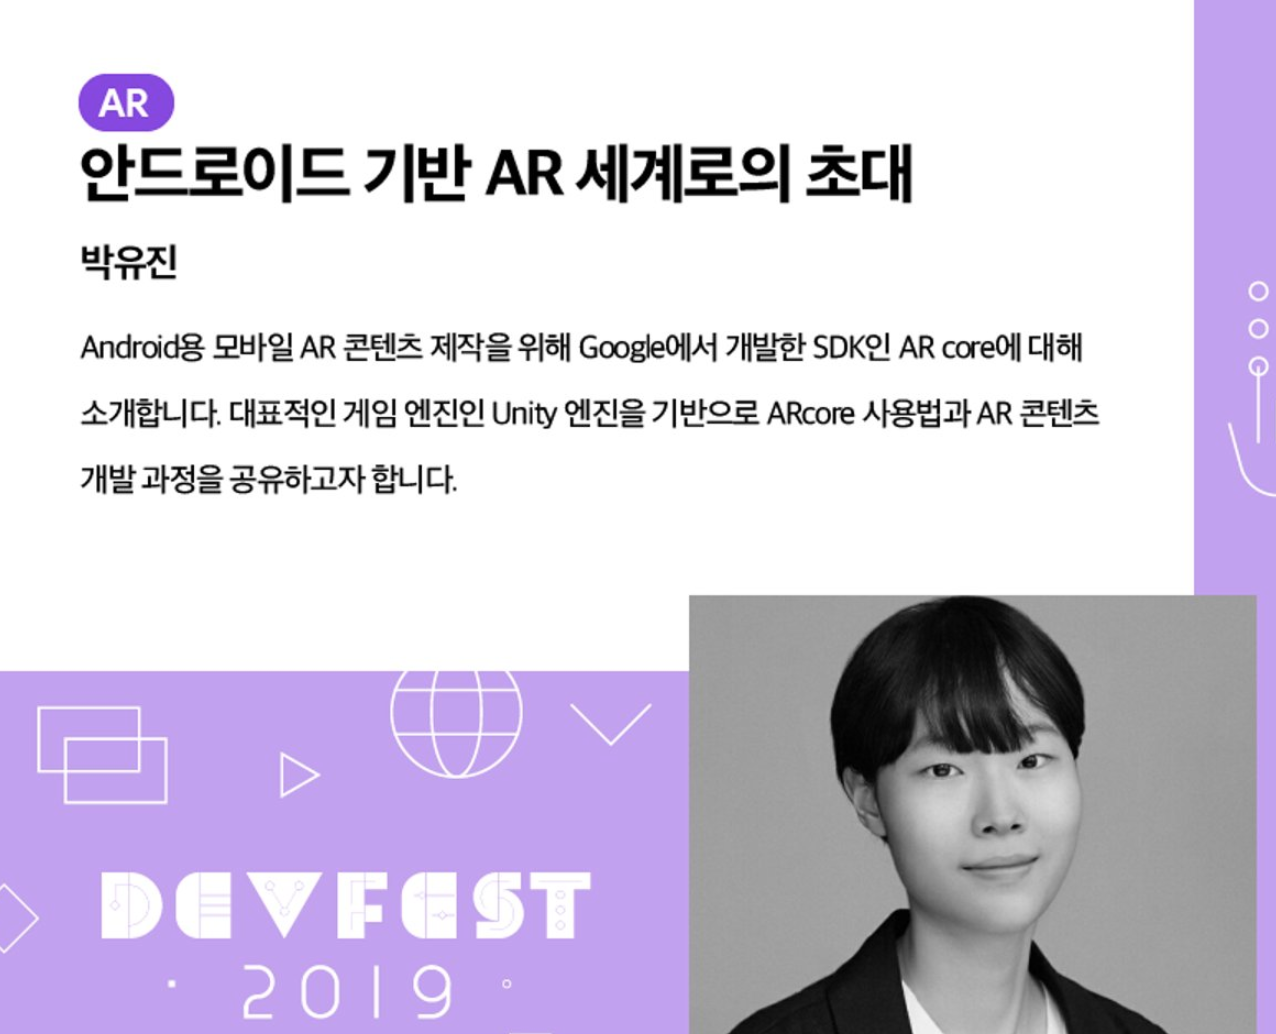 AR
안드로이드 기반 AR 세계로의 초대
박유진
Android용 모바일 AR 콘텐츠 제작을 위해 Google에서 개발한 SDK인 AR core에 대해
소개합니다. 대표적인 게임 엔진인 Unity 엔진을 기반으로 ARcore 사용법과 AR 콘텐츠
개발 과정을 공유하고자 합니다.
DEVFEST
2019